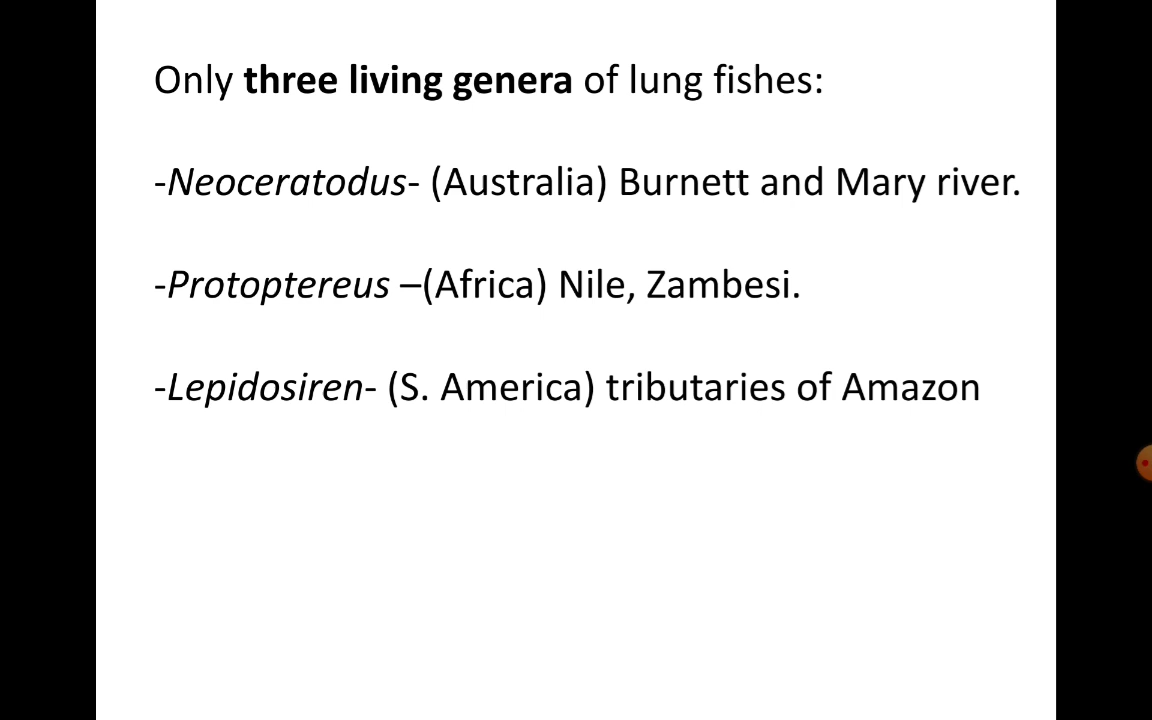 Only three living genera of lung fishes:
-Neoceratodus- (Australia) Burnett and Mary river.
-Protoptereus –(Africa) Nile, Zambesi.
-Lepidosiren- (S. America) tributaries of Amazon